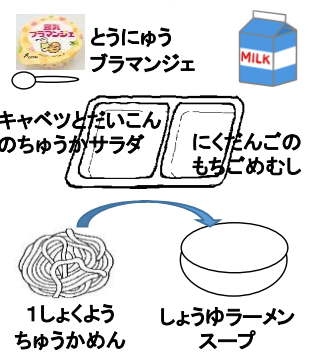 豆乳
ブラマンジェ
とうにゅう
ブラマンジェ
MILK
キャベツとだいこん
のちゅうかサラダ
にくだんごの
もちごめむし
1しょくよう
ちゅうかめん
しょうゆラーメン
スープ